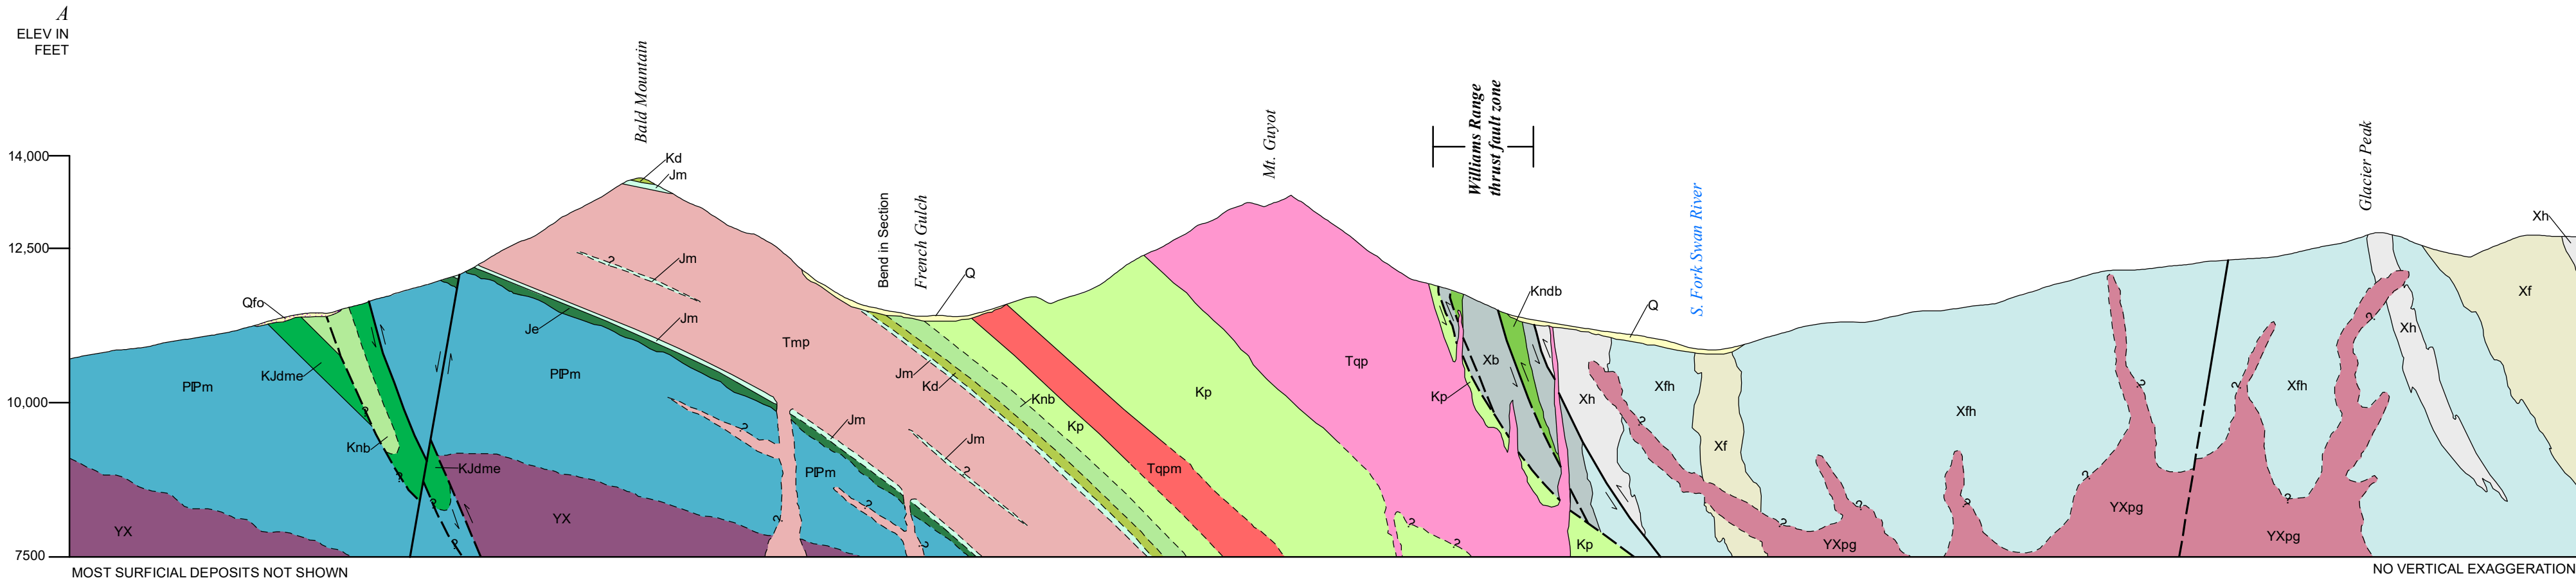 A
ELEV IN
FEET
14,000
12,500
10,000
7500
Bald Mountain
Bend in Section
French Gulch
Mt. Guyot
Williams Range
thrust fault zone
S. Fork Swan River
Glacier Peak
Kd
Jm
Xh
Jm
Q
Kndb
Q
Xf
Qfo
Je
Jm
Tmp
Xh
KJdme
PIPm
PIPm
Jm
Kd
Knb
Kp
Tqp
Kp
Xb
Xh
Xfh
Xfh
Xfh
Kp
Jm
Jm
Knb
KJdme
PIPm
Tqpm
Xf
YX
YX
Kp
YXpg
YXpg
YXpg
? ? ? ? ? ? ? ? ? ? ? ? ? ? ? ? ? ? ? ? ? ?
MOST SURFICIAL DEPOSITS NOT SHOWN
NO VERTICAL EXAGGERATION